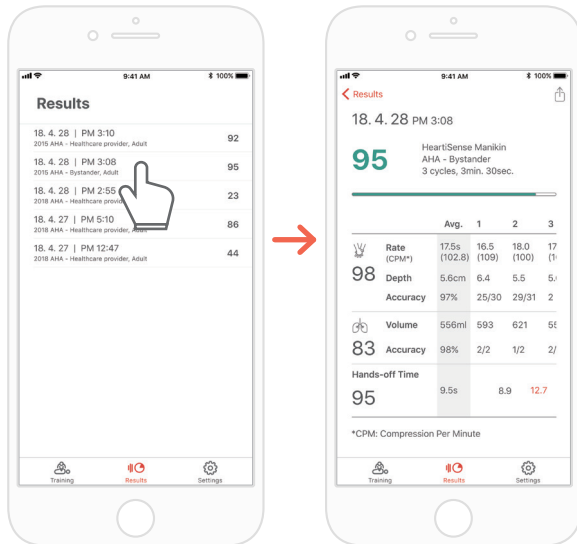 9:41 AM
100%
Results
18. 4. 28 | PM 3:10
2015 AHA - Healthcare provider, Adult
92
18. 4. 28 | PM 3:08
2015 AHA - Bystander, Adult
95
18. 4. 28 | PM 2:55
2018 AHA - Healthcare
23
18. 4. 27 | PM 5:10
2018 AHA - Healthcare provider, Adult
86
18. 4. 27 | PM 12:47
2018 AHA - Healthcare provider, Adult
44
Training
Results
Settings
9:41 AM
100%
Results
18. 4. 28 PM 3:08
95
HeartiSense Manikin
AHA - Bystander
3 cycles, 3min. 30sec.
Avg. 1 2 3
Rate 17.5s 16.5 18.0 17
(CPM*) (102.8) (109) (100) (1
98
Depth 5.6cm 6.4 5.5 5.
Accuracy 97% 25/30 29/31 2
Volume 556ml 593 621 55
83 Accuracy 98% 2/2 1/2 2/
Hands-off Time
95 9.5s 8.9 12.7
*CPM: Compression Per Minute
Training
Results
Settings